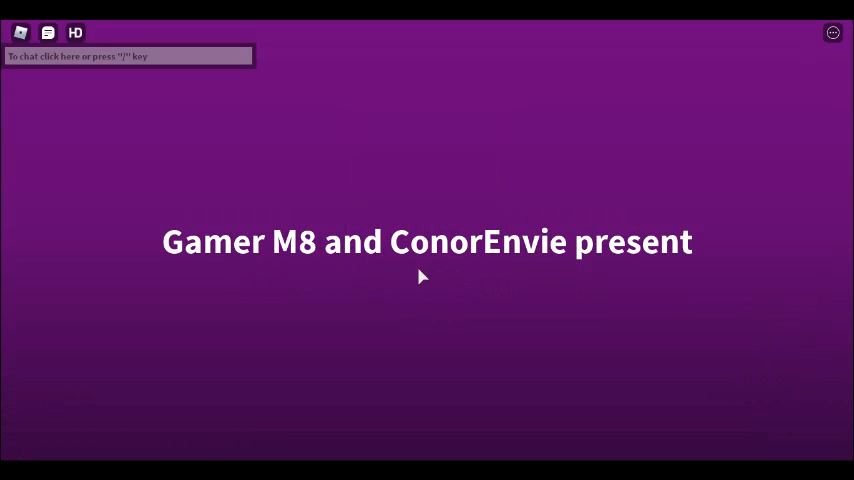 HD
To chat click here or press "/" key
Gamer M8 and ConorEnvie present